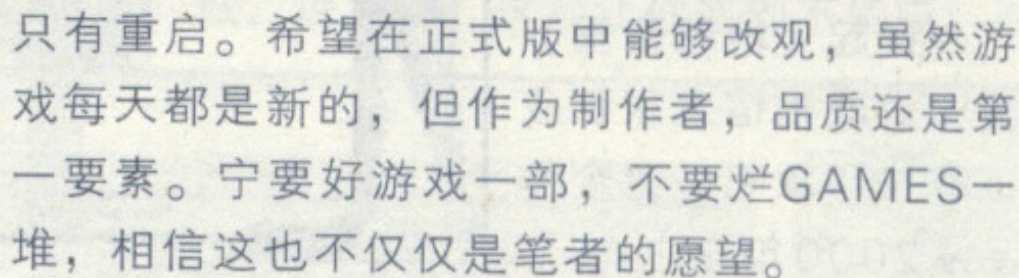 只有重启。希望在正式版中能够改观，虽然游
戏每天都是新的，但作为制作者，品质还是第
一要素。宁要好游戏一部，不要烂GAMES一
堆，相信这也不仅仅是笔者的愿望。